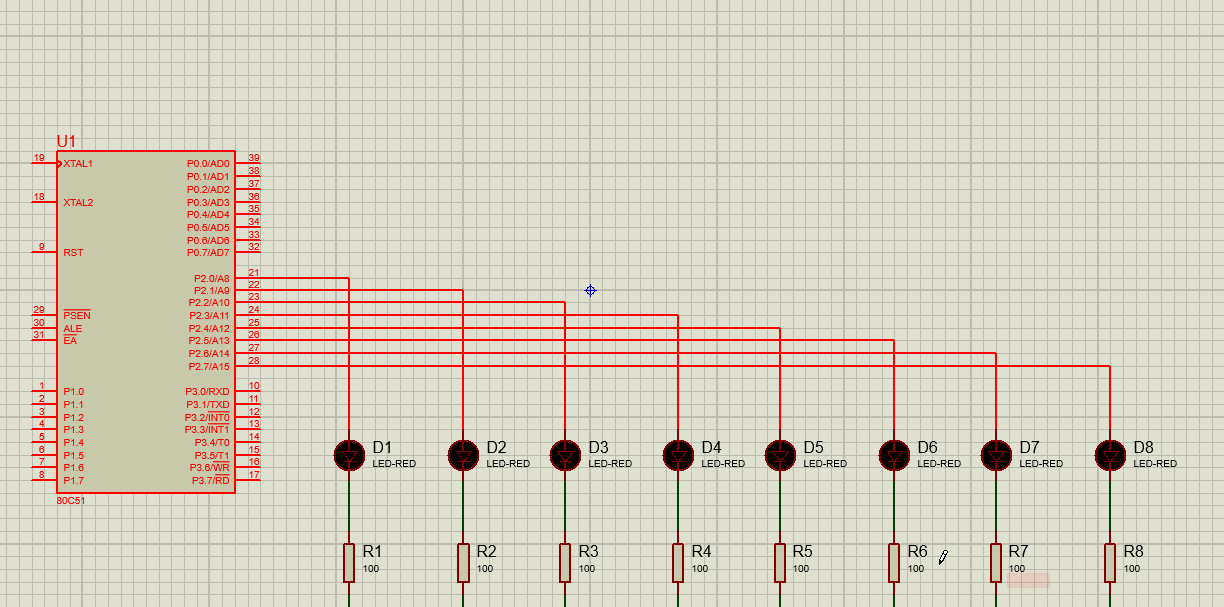 U1
19 XTAL1 P0.0/AD0 39
P0.1/AD1 38
P0.2/AD2 37
18 XTAL2 P0.3/AD3 36
P0.4/AD4 35
P0.5/AD5 34
P0.6/AD6 33
9 RST P0.7/AD7 32
P2.0/A8 21
P2.1/A9 22
P2.2/A10 23
29 PSEN P2.3/A11 24
30 ALE P2.4/A12 25
31 EA P2.5/A13 26
P2.6/A14 27
P2.7/A15 28
1 P1.0 P3.0/RXD 10
2 P1.1 P3.1/TXD 11
3 P1.2 P3.2/INT0 12
4 P1.3 P3.3/INT1 13
5 P1.4 P3.4/T0 14
6 P1.5 P3.5/T1 15
7 P1.6 P3.6/WR 16
8 P1.7 P3.7/RD 17
80C51
D1 D2 D3 D4 D5 D6 D7 D8
LED-RED LED-RED LED-RED LED-RED LED-RED LED-RED LED-RED LED-RED
R1 R2 R3 R4 R5 R6 R7 R8
100 100 100 100 100 100 100 100